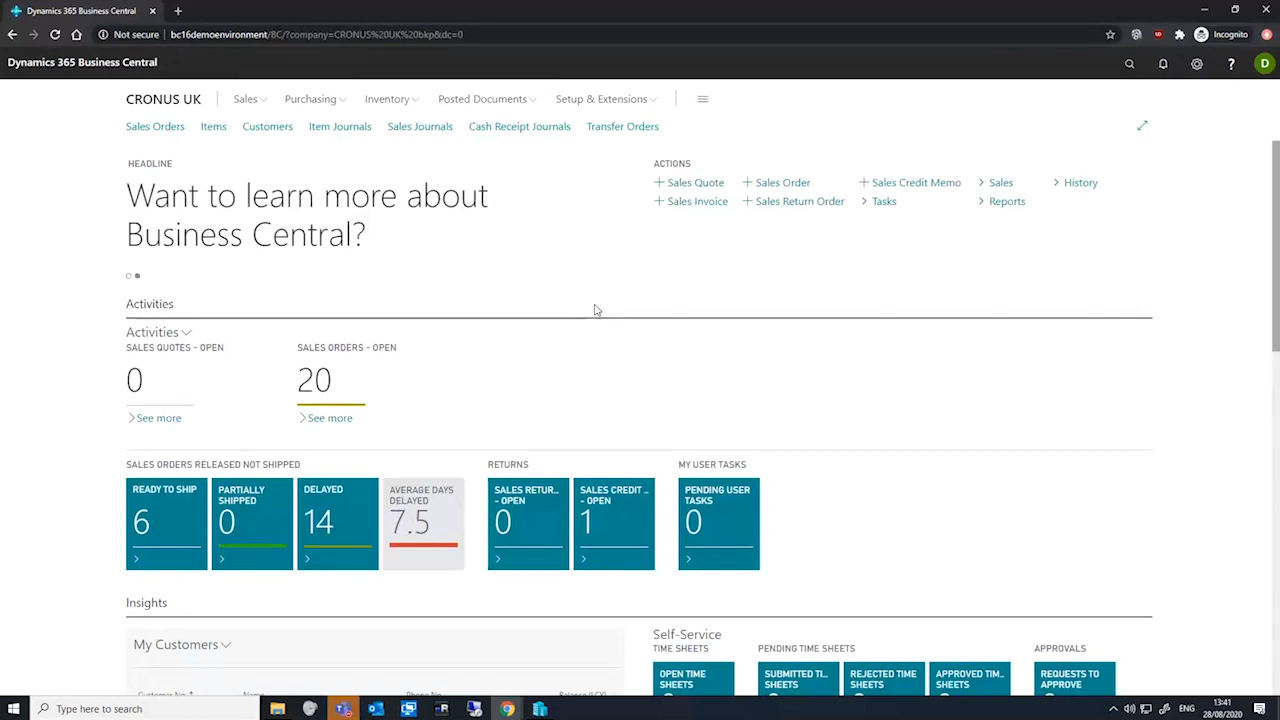 Dynamics 365 Business Central
Not secure
bc16demoenvironment/BC/?company=CRONUS%20UK%20bkp&dc=0
Incognito
Dynamics 365 Business Central
D
CRONUS UK
Sales
Purchasing
Inventory
Posted Documents
Setup & Extensions
Sales Orders
Items
Customers
Item Journals
Sales Journals
Cash Receipt Journals
Transfer Orders
HEADLINE
Want to learn more about
Business Central?
ACTIONS
Sales Quote
Sales Order
Sales Credit Memo
Sales
History
Sales Invoice
Sales Return Order
Tasks
Reports
Activities
Activities
SALES QUOTES - OPEN
SALES ORDERS - OPEN
0
20
See more
See more
SALES ORDERS RELEASED NOT SHIPPED
RETURNS
MY USER TASKS
READY TO SHIP
6
PARTIALLY
SHIPPED
0
DELAYED
14
AVERAGE DAYS
DELAYED
7.5
SALES RETUR...
- OPEN
0
SALES CREDIT ...
- OPEN
1
PENDING USER
TASKS
0
Insights
My Customers
Customer No.
Name
Phone No.
Balance (LCY)
Self-Service
TIME SHEETS
PENDING TIME SHEETS
APPROVALS
OPEN TIME
SHEETS
SUBMITTED TI...
SHEETS
REJECTED TIME
SHEETS
APPROVED TIM...
SHEETS
REQUESTS TO
APPROVE
Type here to search
ENG
13:41
28/08/2020